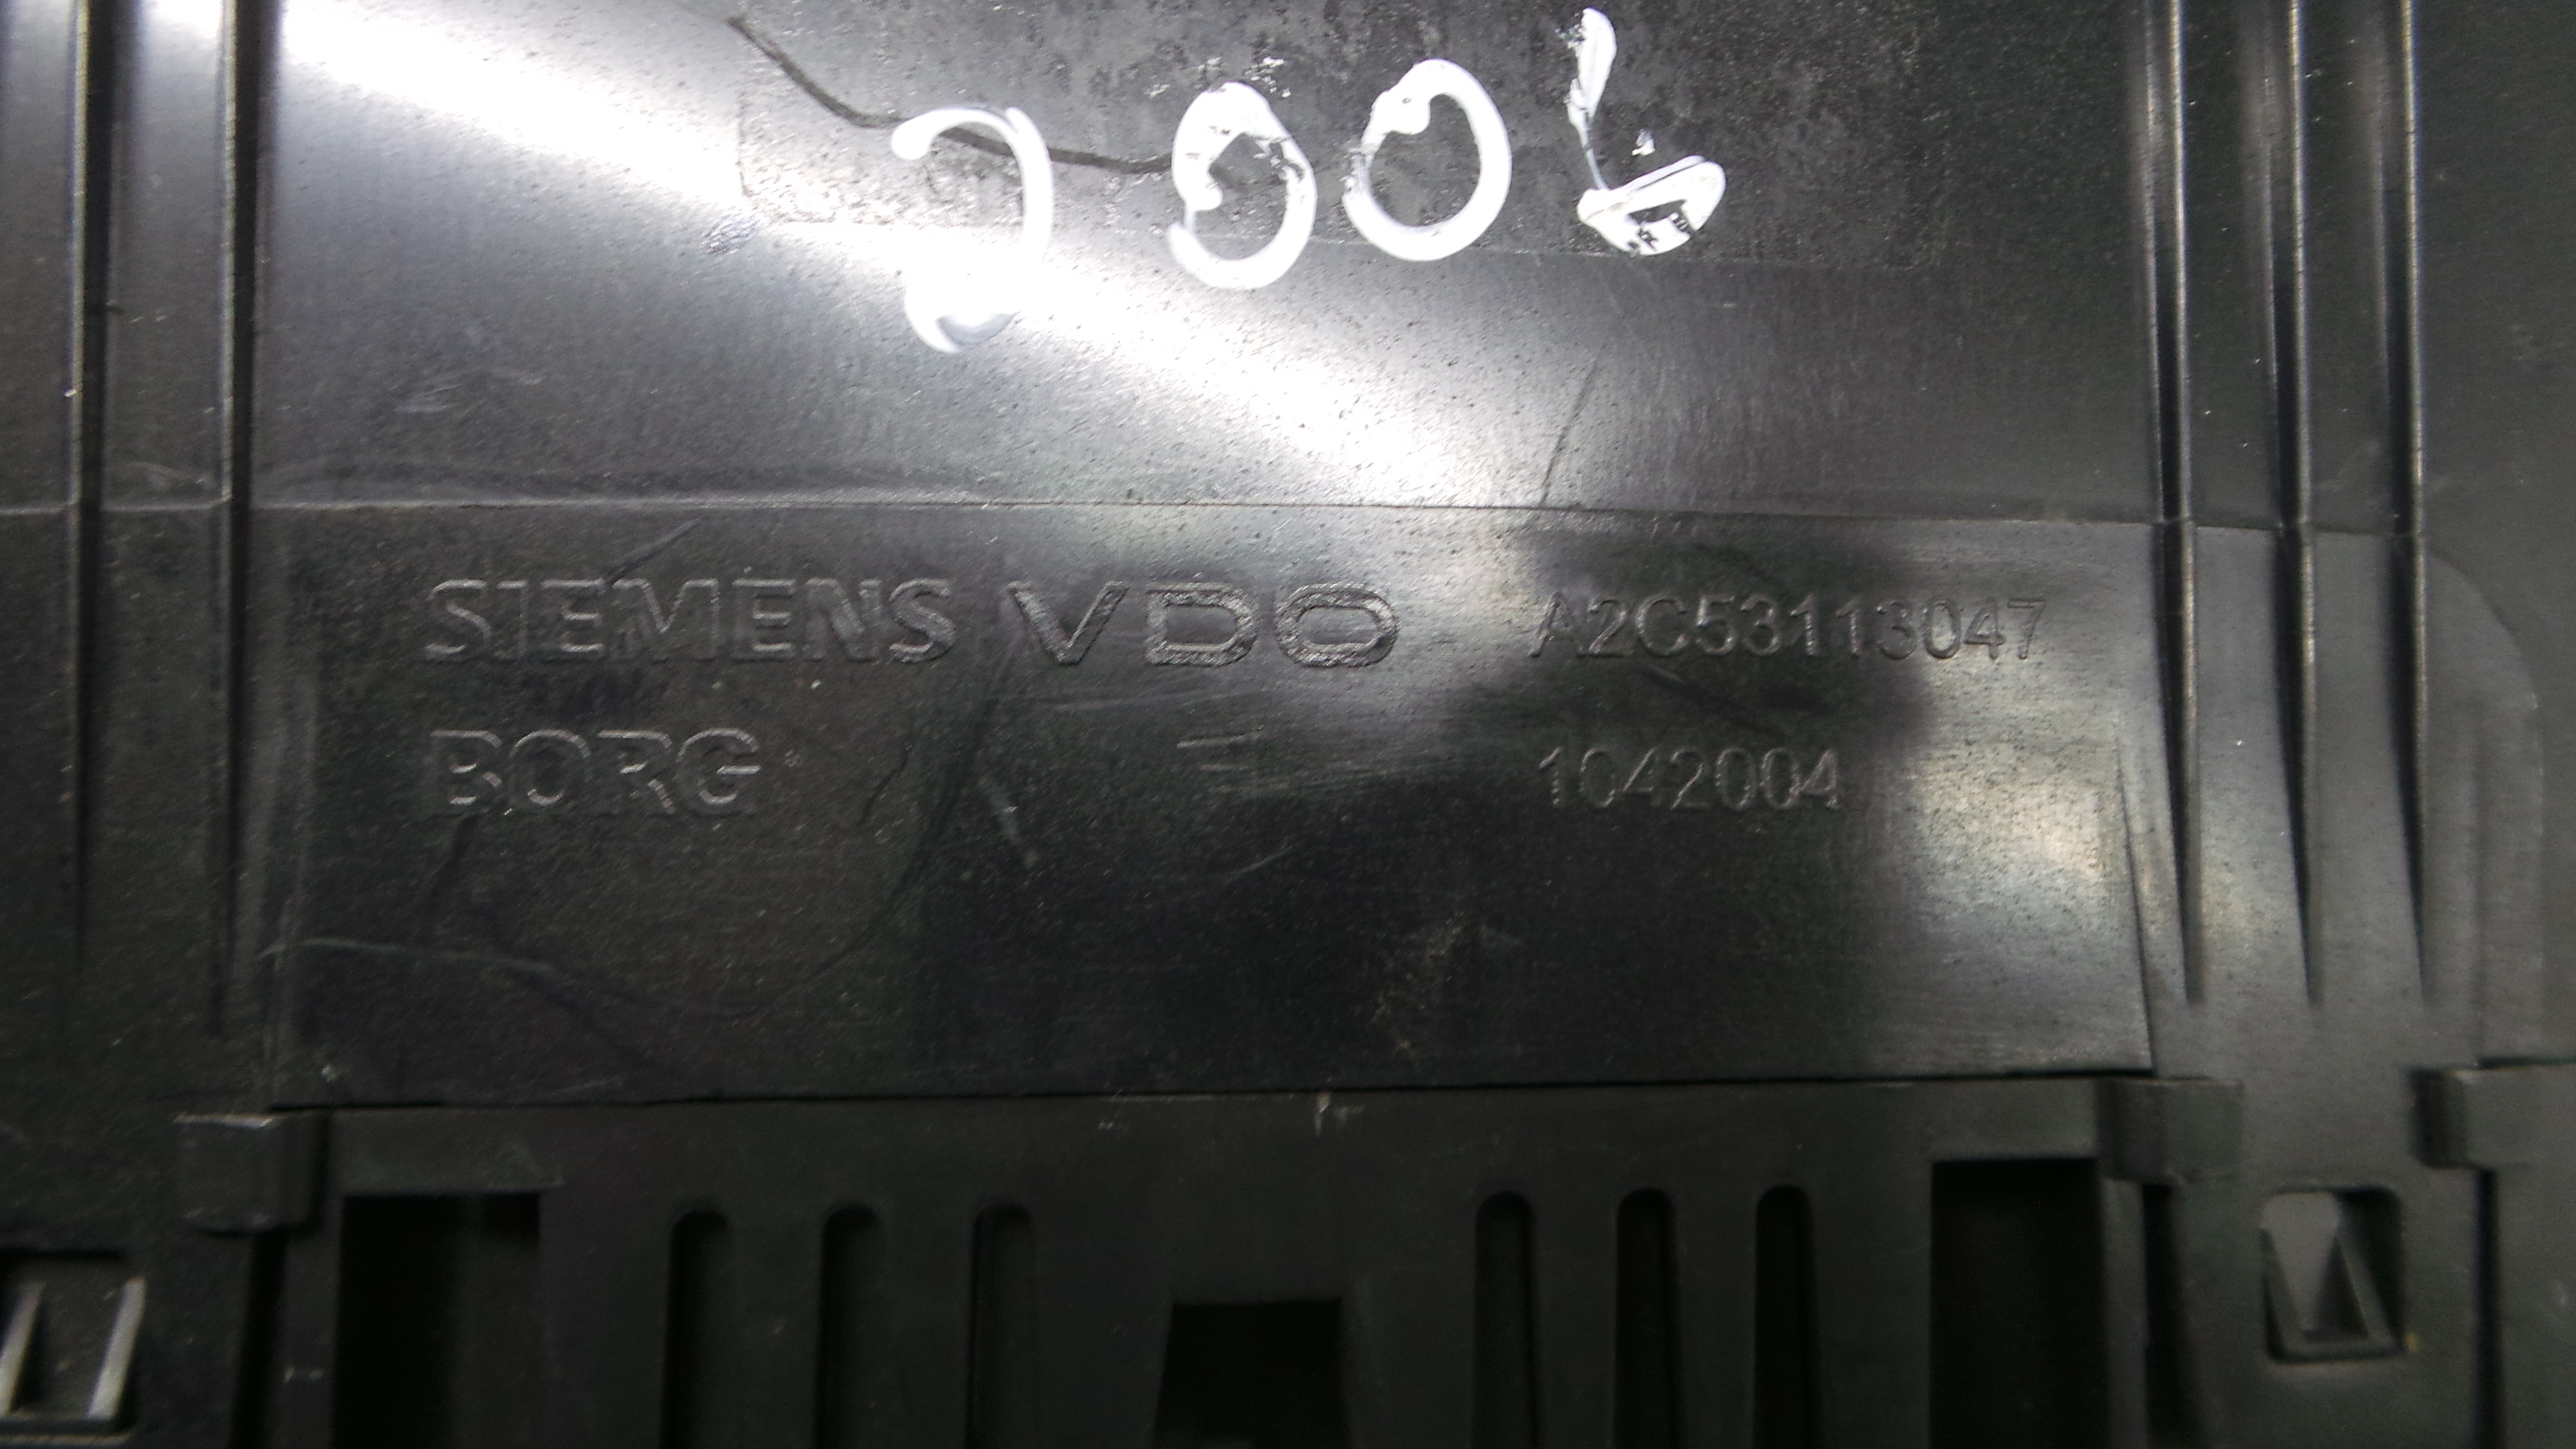 2006
SIEMENS VDO A2C53113047
BORG 1042004